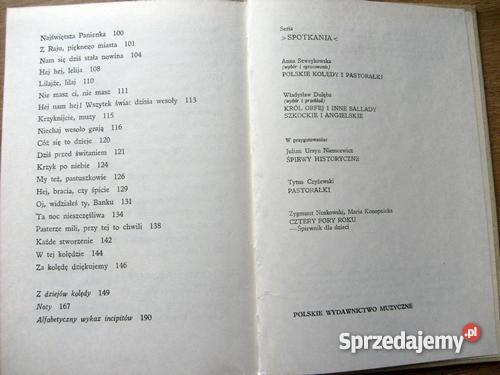 Najświętsza Panienka 100
Z Raju, pięknego miasta 101
Nam się dziś stała nowina 104
Hej hej, lelija 108
Lilajże, lilaj 110
Nie masz ci, nie masz 111
Hej nam hej! Wszytek świat dzisia wesoły 113
Krzyknijcie, muzy 115
Niechaj wesoło grają 116
Cóż się to dzieje 120
Dziś przed świtaniem 121
Krzyk po niebie 124
My też, pastuszkowie 126
Hej, bracia, czy śpicie 129
Oj, widziałeś ty, Banku 131
Ta noc nieszczęśliwa 134
Pasterze mili, przy tej to chwili 138
Każde stworzenie 142
W tej kolędzie 144
Za kolędę dziękujemy 146
Z dziejów kolędy 149
Noty 167
Alfabetyczny wykaz incipitów 190
Seria
>SPOTKANIA<
Anna Szweykowska
(wybór i opracowanie)
POLSKIE KOLĘDY I PASTORAŁKI
Władysław Dulęba
(wybór i przekład)
KRÓL ORFEJ I INNE BALLADY
SZKOCKIE I ANGIELSKIE
W przygotowaniu:
Julian Ursyn Niemcewicz
ŚPIEWY HISTORYCZNE
Tytus Czyżewski
PASTORAŁKI
Zygmunt Noskowski, Maria Konopnicka
CZTERY PORY ROKU
—Śpiewnik dla dzieci
POLSKIE WYDAWNICTWO MUZYCZNE
Sprzedajemy.pl